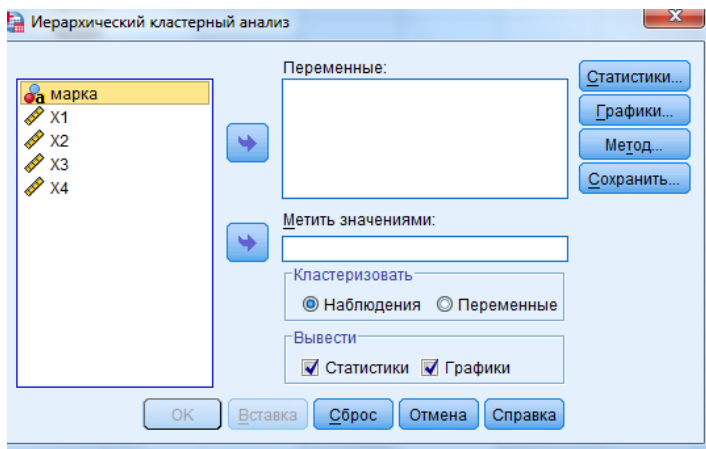 Иерархический кластерный анализ
марка
X1
X2
X3
X4
Переменные:
Метить значениями:
Кластеризовать
Наблюдения Переменные
Вывести
Статистики Графики
Статистики...
Графики...
Метод...
Сохранить...
OK Вставка Сброс Отмена Справка